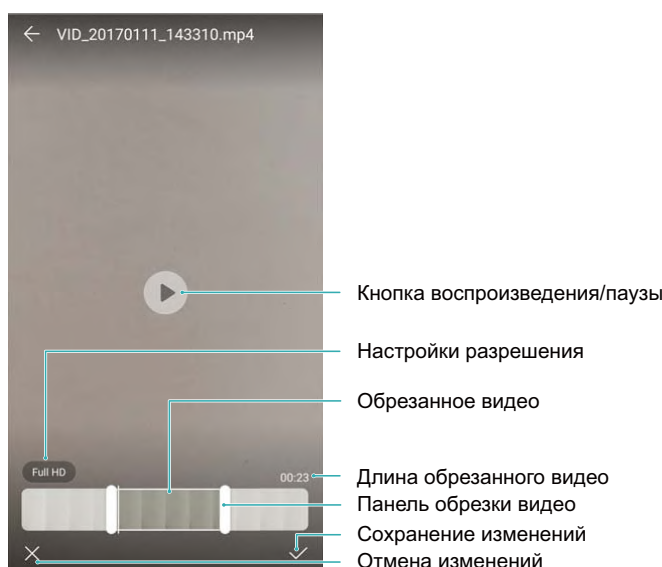 VID_20170111_143310.mp4
Кнопка воспроизведения/паузы
Настройки разрешения
Обрезанное видео
Full HD
00:23
Длина обрезанного видео
Панель обрезки видео
Сохранение изменений
Отмена изменений